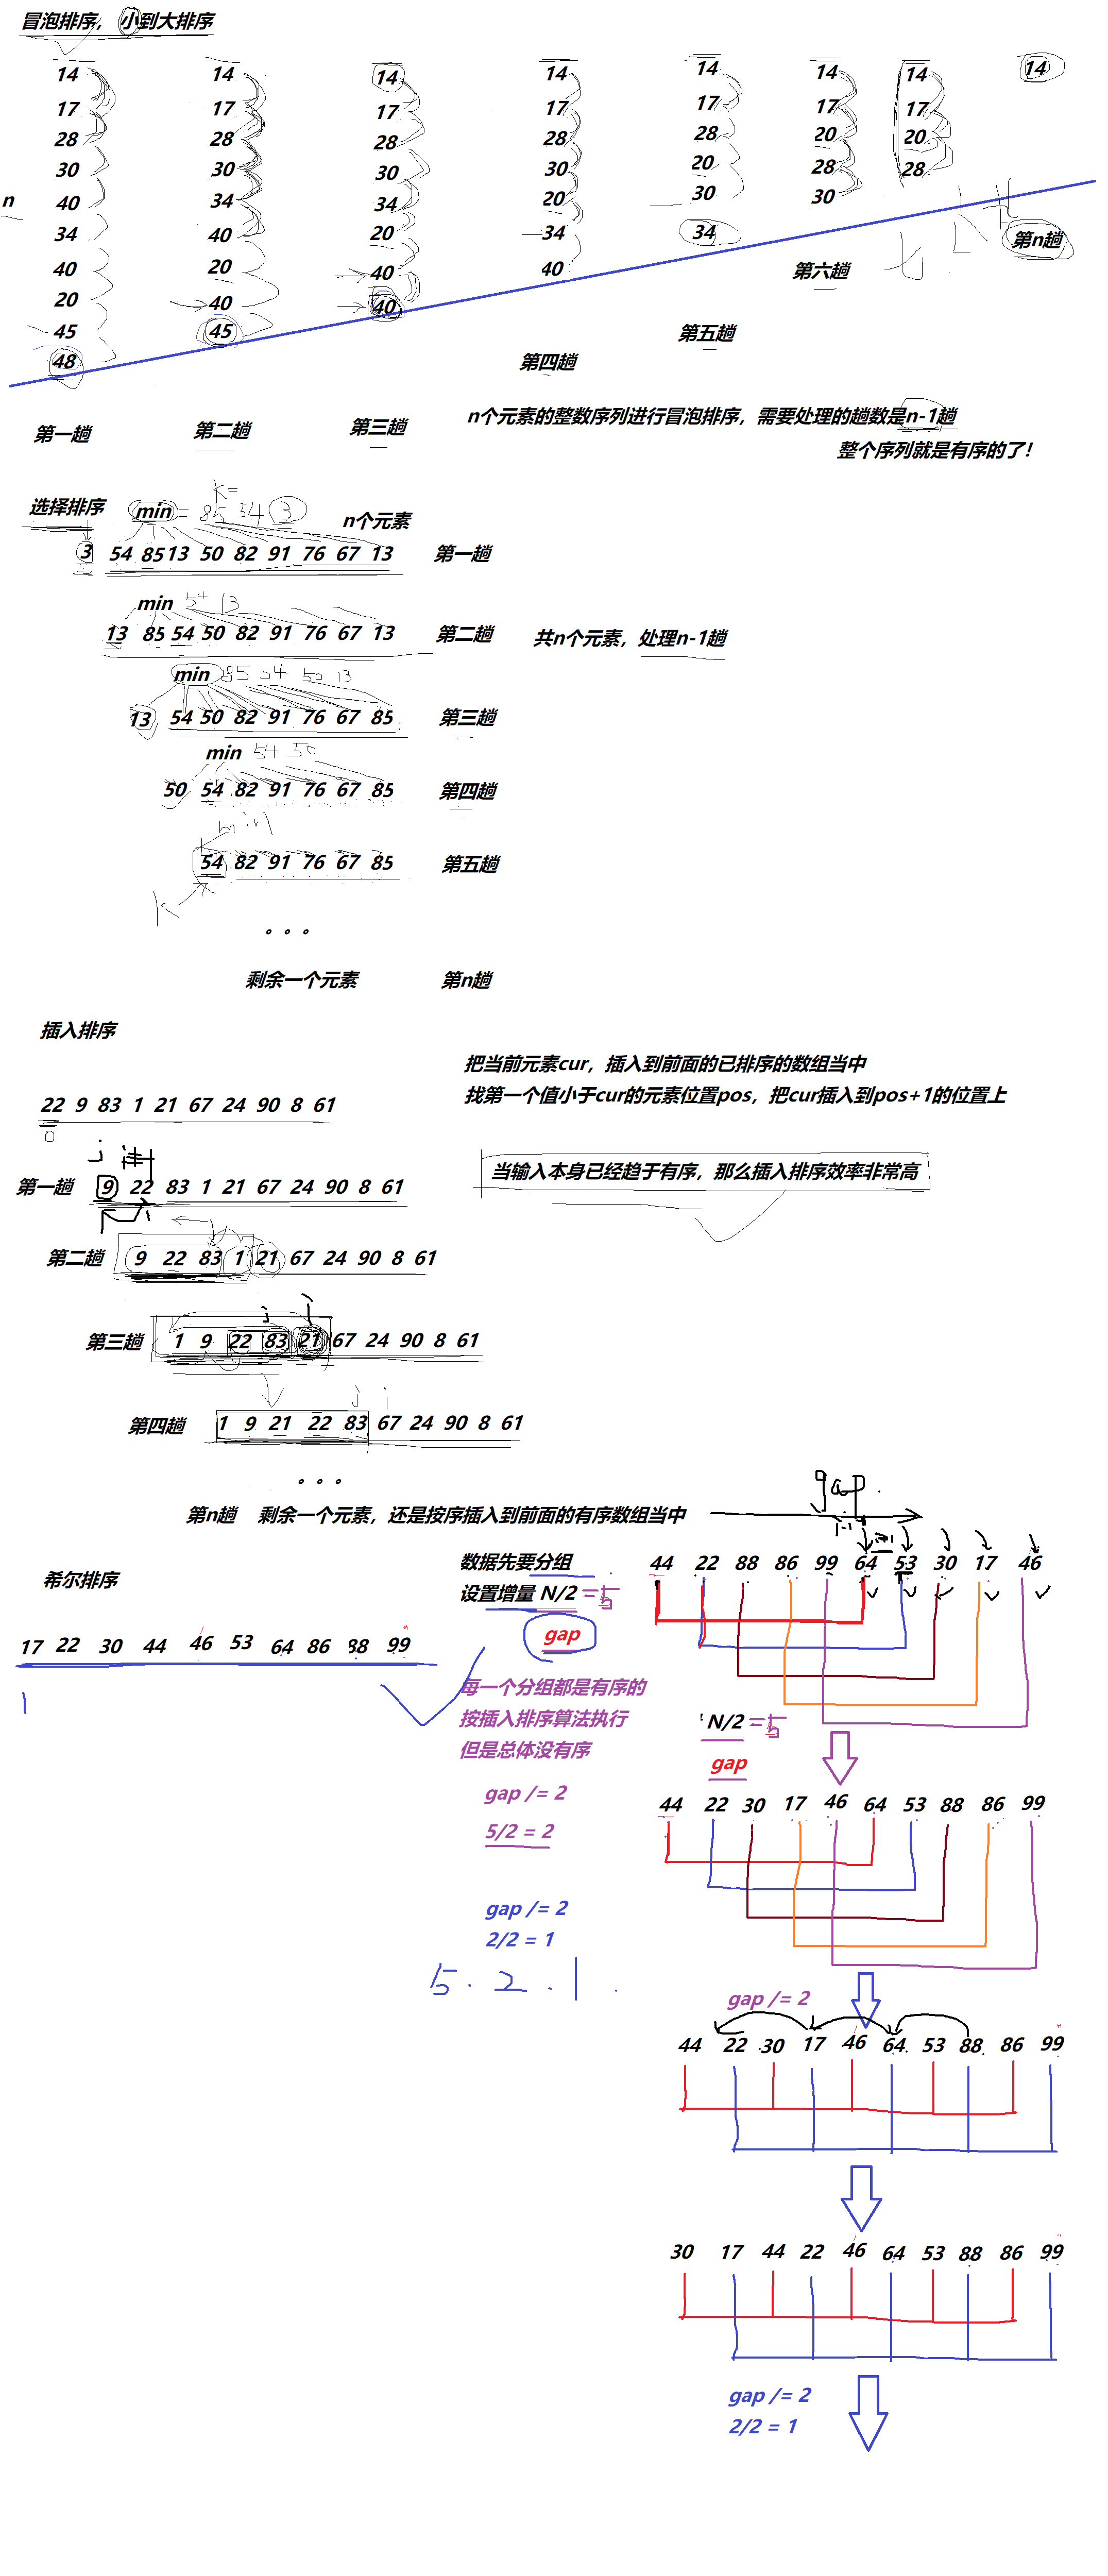 冒泡排序，小到大排序
14 14 14 14 14 14 14 14
17 17 17 17 17 17 17
28 28 28 28 28 20 20
30 30 30 30 20 28 28
n 40 34 34 20 30 30
34 40 20 34 34 第n趟
40 20 40 40 第六趟
20 40 40
45 45 第五趟
48 第四趟
n个元素的整数序列进行冒泡排序，需要处理的趟数是n-1趟
第一趟 第二趟 第三趟
整个序列就是有序的了！
k=
选择排序 min = 85 54 3 n个元素
3 54 85 13 50 82 91 76 67 13 第一趟
min 54 13
13 85 54 50 82 91 76 67 13 第二趟 共n个元素，处理n-1趟
min 85 54 50 13
13 54 50 82 91 76 67 85 第三趟
min 54 50
50 54 82 91 76 67 85 第四趟
min
54 82 91 76 67 85 第五趟
k
。。。
剩余一个元素 第n趟
插入排序
把当前元素cur，插入到前面的已排序的数组当中
找第一个值小于cur的元素位置pos，把cur插入到pos+1的位置上
22 9 83 1 21 67 24 90 8 61
0
j
当输入本身已经趋于有序，那么插入排序效率非常高
第一趟 9 22 83 1 21 67 24 90 8 61
第二趟 9 22 83 1 21 67 24 90 8 61
j i
第三趟 1 9 22 83 21 67 24 90 8 61
j i
第四趟 1 9 21 22 83 67 24 90 8 61
。。。
gap
第n趟 剩余一个元素，还是按序插入到前面的有序数组当中
希尔排序
17 22 30 44 46 53 64 86 88 99
数据先要分组
设置增量 N/2 =5
gap
44 22 88 86 99 64 53 30 17 46
每一个分组都是有序的
按插入排序算法执行
但是总体没有序
N/2 =5
gap
gap /= 2
5/2 = 2
44 22 30 17 46 64 53 88 86 99
gap /= 2
2/2 = 1
5. 2. 1.
gap /= 2
44 22 30 17 46 64 53 88 86 99
30 17 44 22 46 64 53 88 86 99
gap /= 2
2/2 = 1